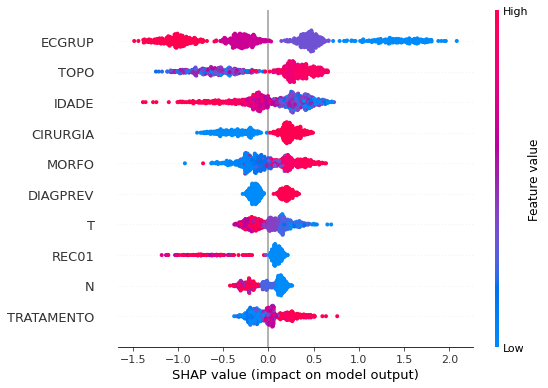 High
ECGRUP
TOPO
IDADE
CIRURGIA
MORFO
DIAGPREV
T
REC01
N
TRATAMENTO
Feature value
Low
−1.5 −1.0 −0.5 0.0 0.5 1.0 1.5 2.0
SHAP value (impact on model output)